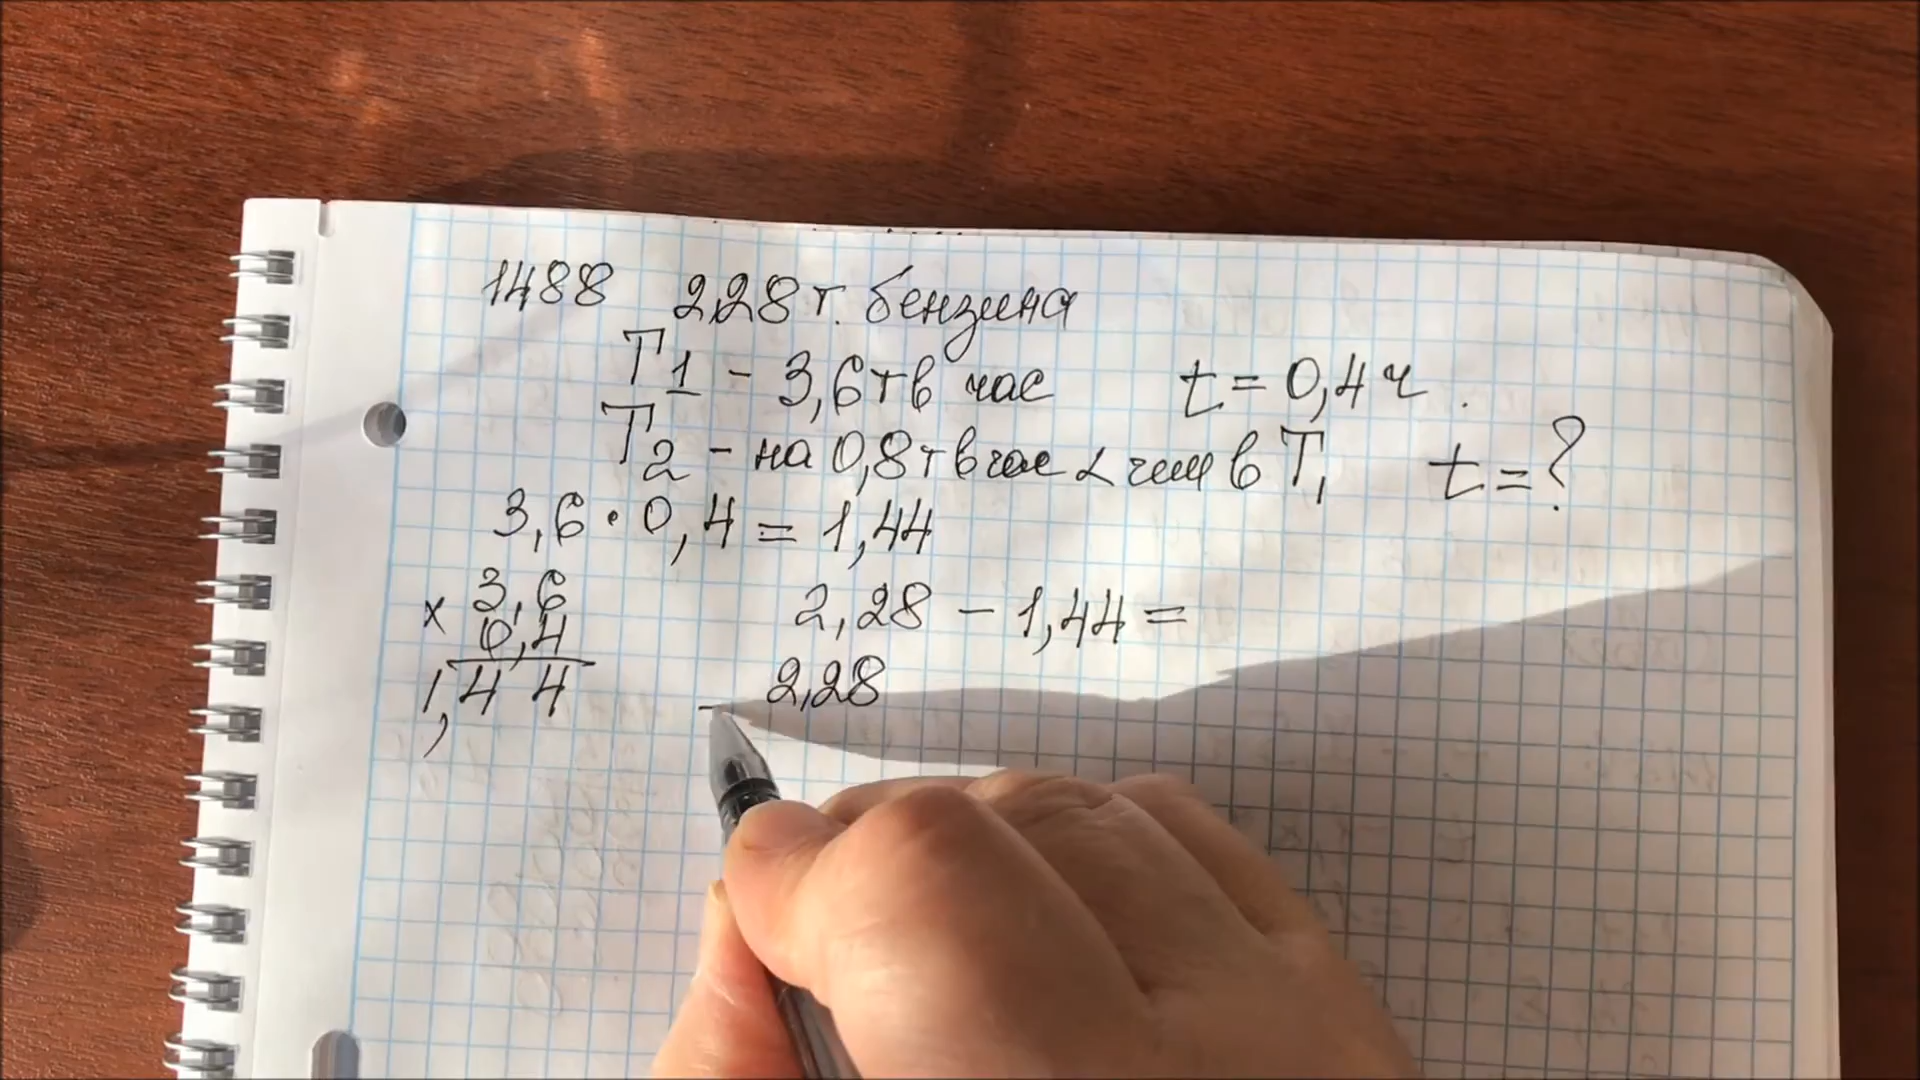 1488 2,28 т. бензина
Т1 - 3,6 т в час t = 0,4 ч.
Т2 - на 0,8 т в час < чем в Т1 t = ?
3,6 · 0,4 = 1,44
x 3,6
0,4
1,44
2,28 - 1,44 =
- 2,28